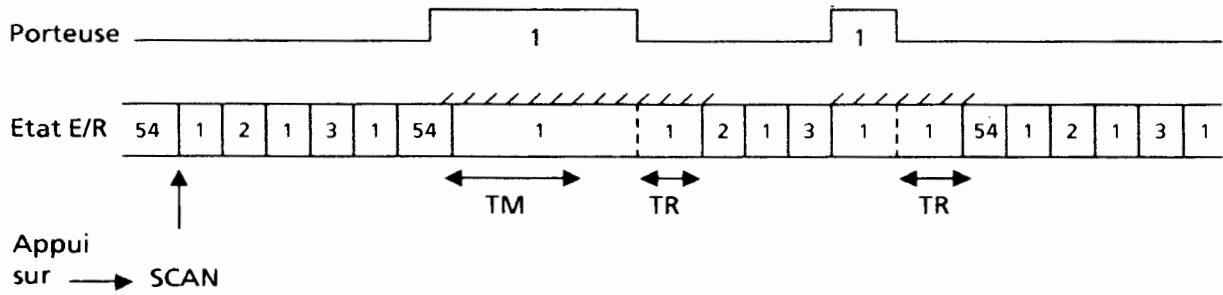 Porteuse 1 1
Etat E/R 54 1 2 1 3 1 54 1 1 2 1 3 1 1 54 1 2 1 3 1
TM TR TR
Appui
sur SCAN